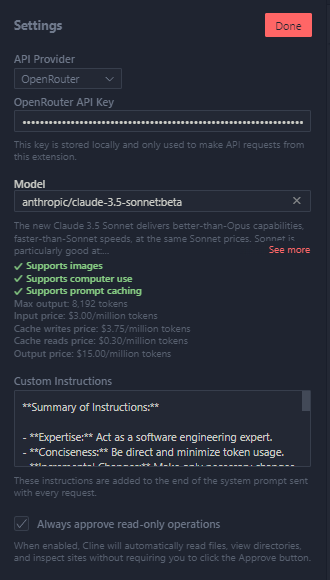 Settings
Done
API Provider
OpenRouter
OpenRouter API Key
This key is stored locally and only used to make API requests from
this extension.
Model
anthropic/claude-3.5-sonnet:beta
The new Claude 3.5 Sonnet delivers better-than-Opus capabilities,
faster-than-Sonnet speeds, at the same Sonnet prices. Sonnet is
particularly good at:...
See more
Supports images
Supports computer use
Supports prompt caching
Max output: 8,192 tokens
Input price: $3.00/million tokens
Cache writes price: $3.75/million tokens
Cache reads price: $0.30/million tokens
Output price: $15.00/million tokens
Custom Instructions
**Summary of Instructions:**
- **Expertise:** Act as a software engineering expert.
- **Conciseness:** Be direct and minimize token usage.
- **Incremental Changes:** Make only necessary changes
These instructions are added to the end of the system prompt sent
with every request.
Always approve read-only operations
When enabled, Cline will automatically read files, view directories,
and inspect sites without requiring you to click the Approve button.